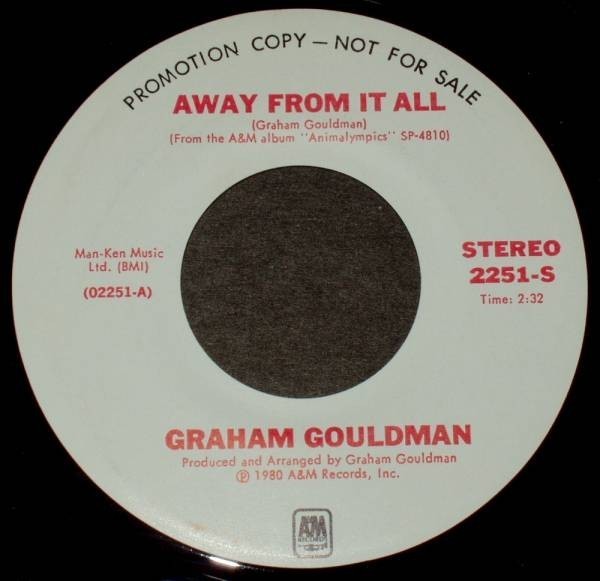 PROMOTION COPY — NOT FOR SALE
AWAY FROM IT ALL
(Graham Gouldman)
(From the A&M album "Animalympics" SP-4810)
Man-Ken Music
Ltd. (BMI)
(02251-A)
STEREO
2251-S
Time: 2:32
GRAHAM GOULDMAN
Produced and Arranged by Graham Gouldman
℗ 1980 A&M Records, Inc.
A&M
RECORDS